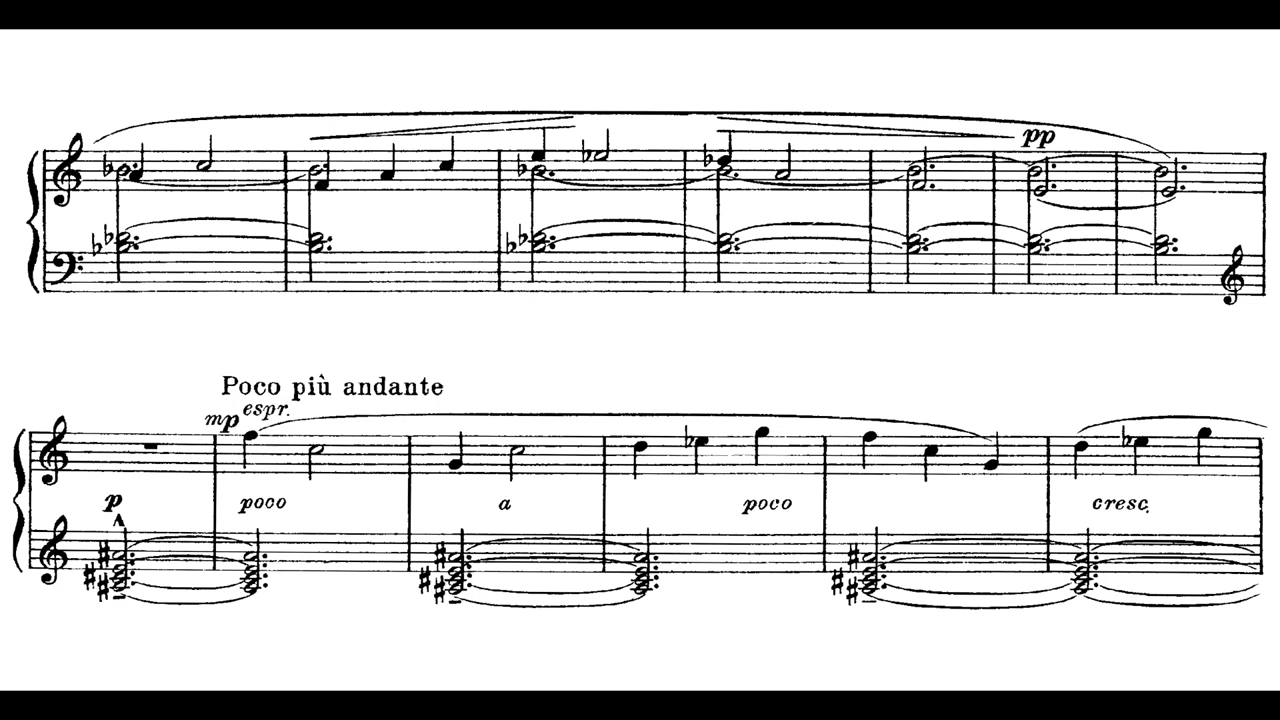 pp
Poco più andante
mp espr.
p poco a poco cresc.